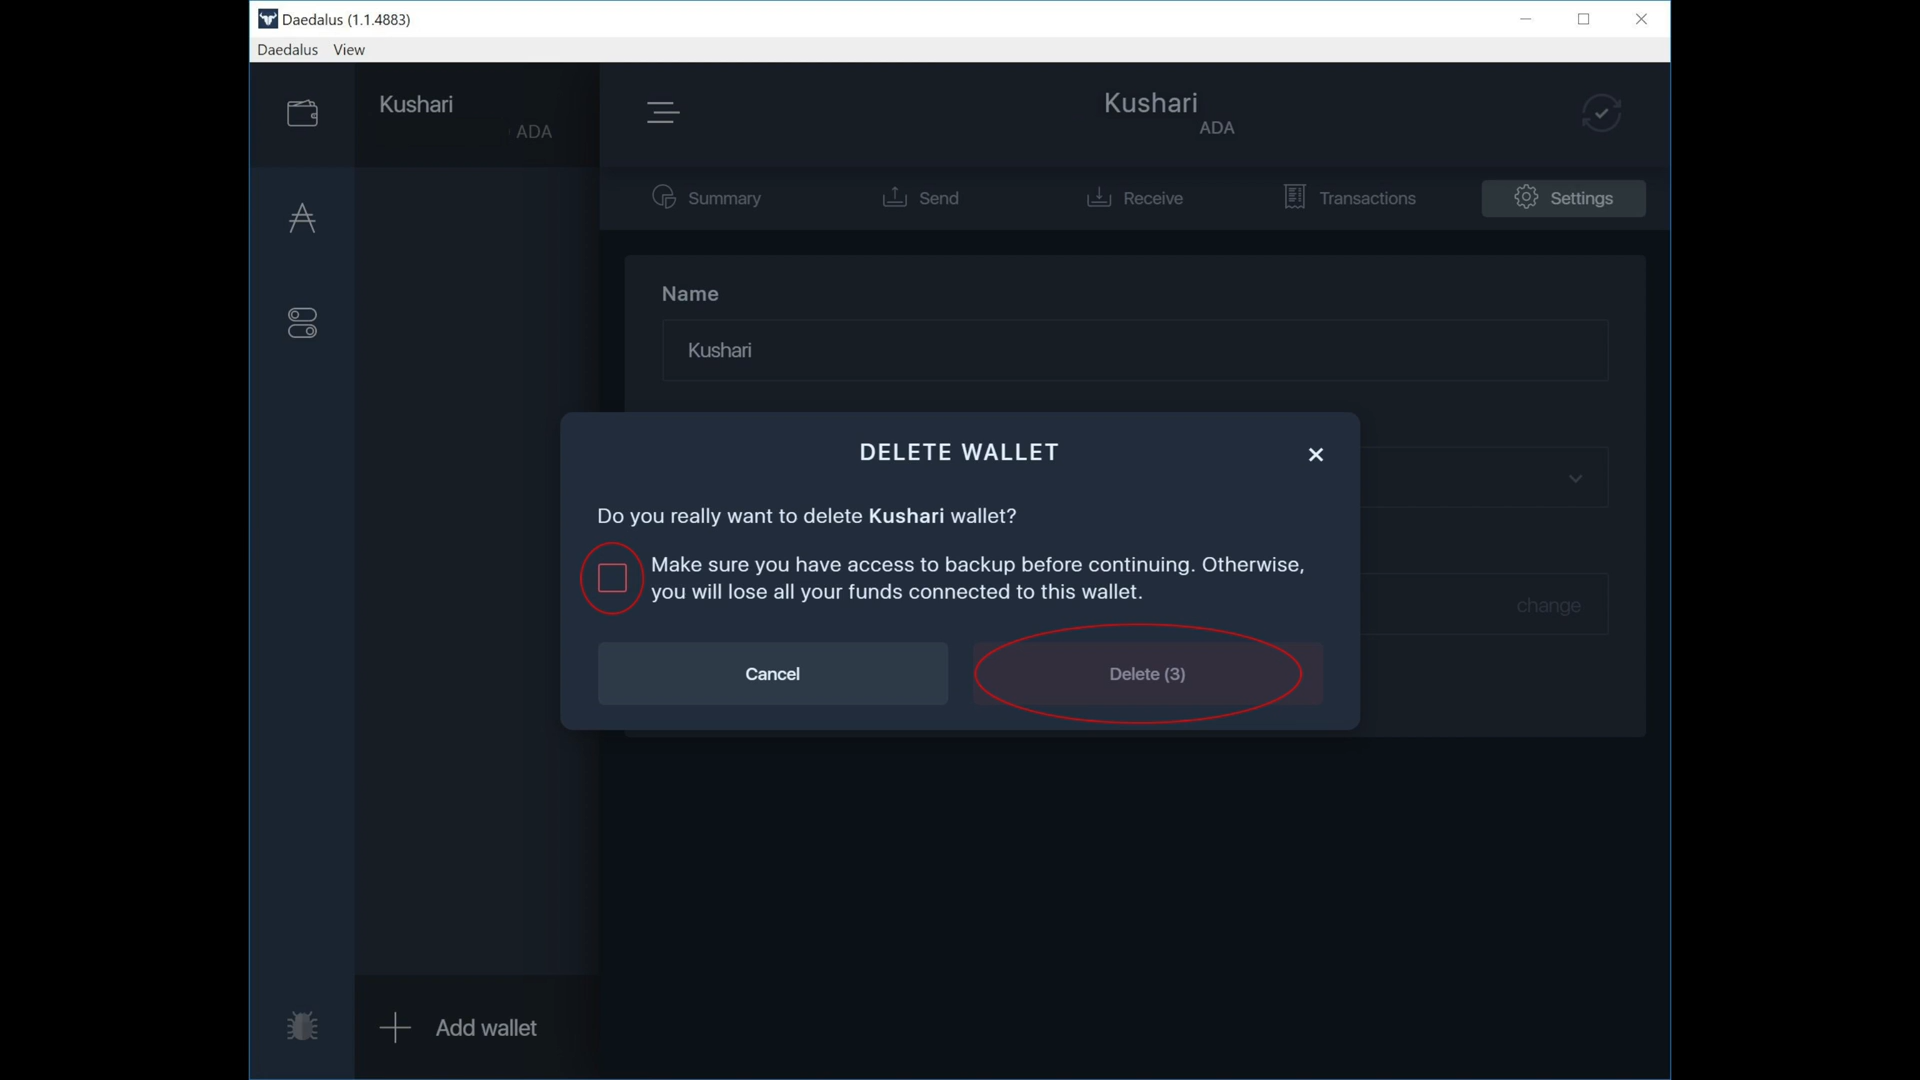 Daedalus (1.1.4883)
Daedalus View
Kushari
ADA
Kushari
ADA
Summary
Send
Receive
Transactions
Settings
Name
Kushari
DELETE WALLET
Do you really want to delete Kushari wallet?
Make sure you have access to backup before continuing. Otherwise,
you will lose all your funds connected to this wallet.
change
Cancel
Delete (3)
Add wallet